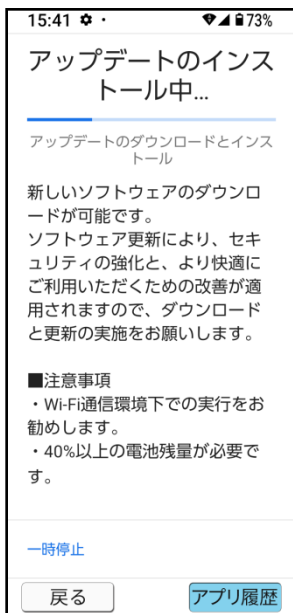 15:41
73%
アップデートのインス
トール中...
アップデートのダウンロードとインス
トール
新しいソフトウェアのダウンロ
ードが可能です。
ソフトウェア更新により、セキ
ュリティの強化と、より快適に
ご利用いただくための改善が適
用されますので、ダウンロード
と更新の実施をお願いします。
■注意事項
・Wi-Fi通信環境下での実行をお
勧めします。
・40%以上の電池残量が必要で
す。
一時停止
戻る
アプリ履歴